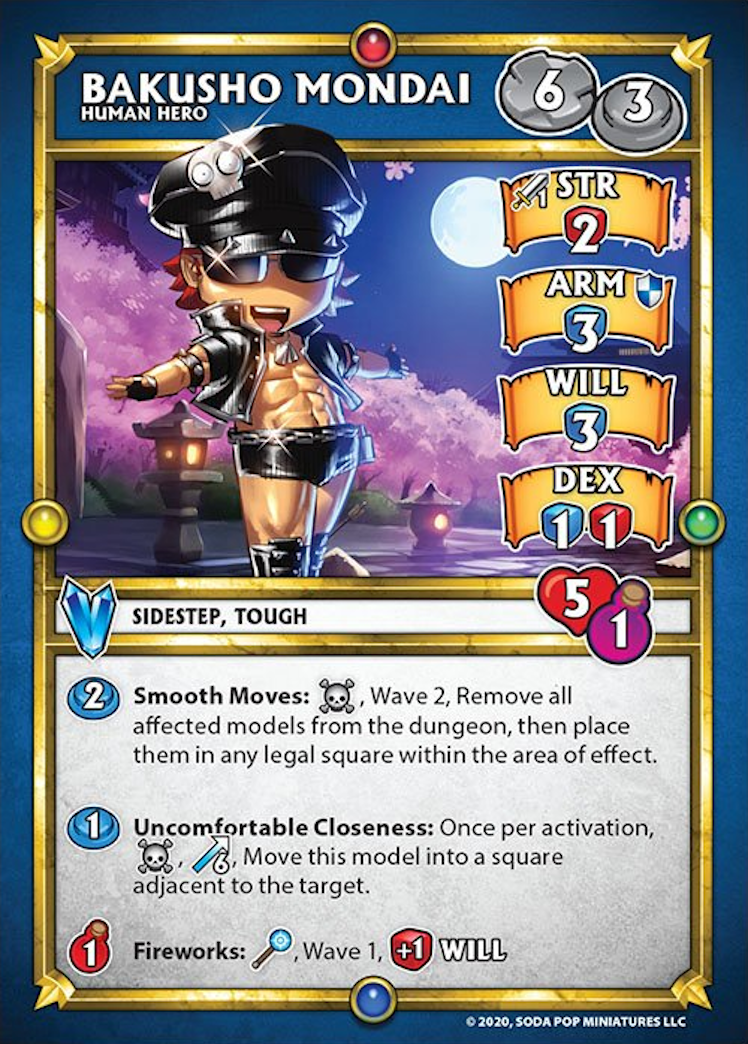 BAKUSHO MONDAI
HUMAN HERO
6
3
STR
2
ARM
3
WILL
3
DEX
1 1
SIDESTEP, TOUGH
5
1
2 Smooth Moves: , Wave 2, Remove all
affected models from the dungeon, then place
them in any legal square within the area of effect.
1 Uncomfortable Closeness: Once per activation,
, 6, Move this model into a square
adjacent to the target.
1 Fireworks: , Wave 1, +1 WILL
© 2020, SODA POP MINIATURES LLC